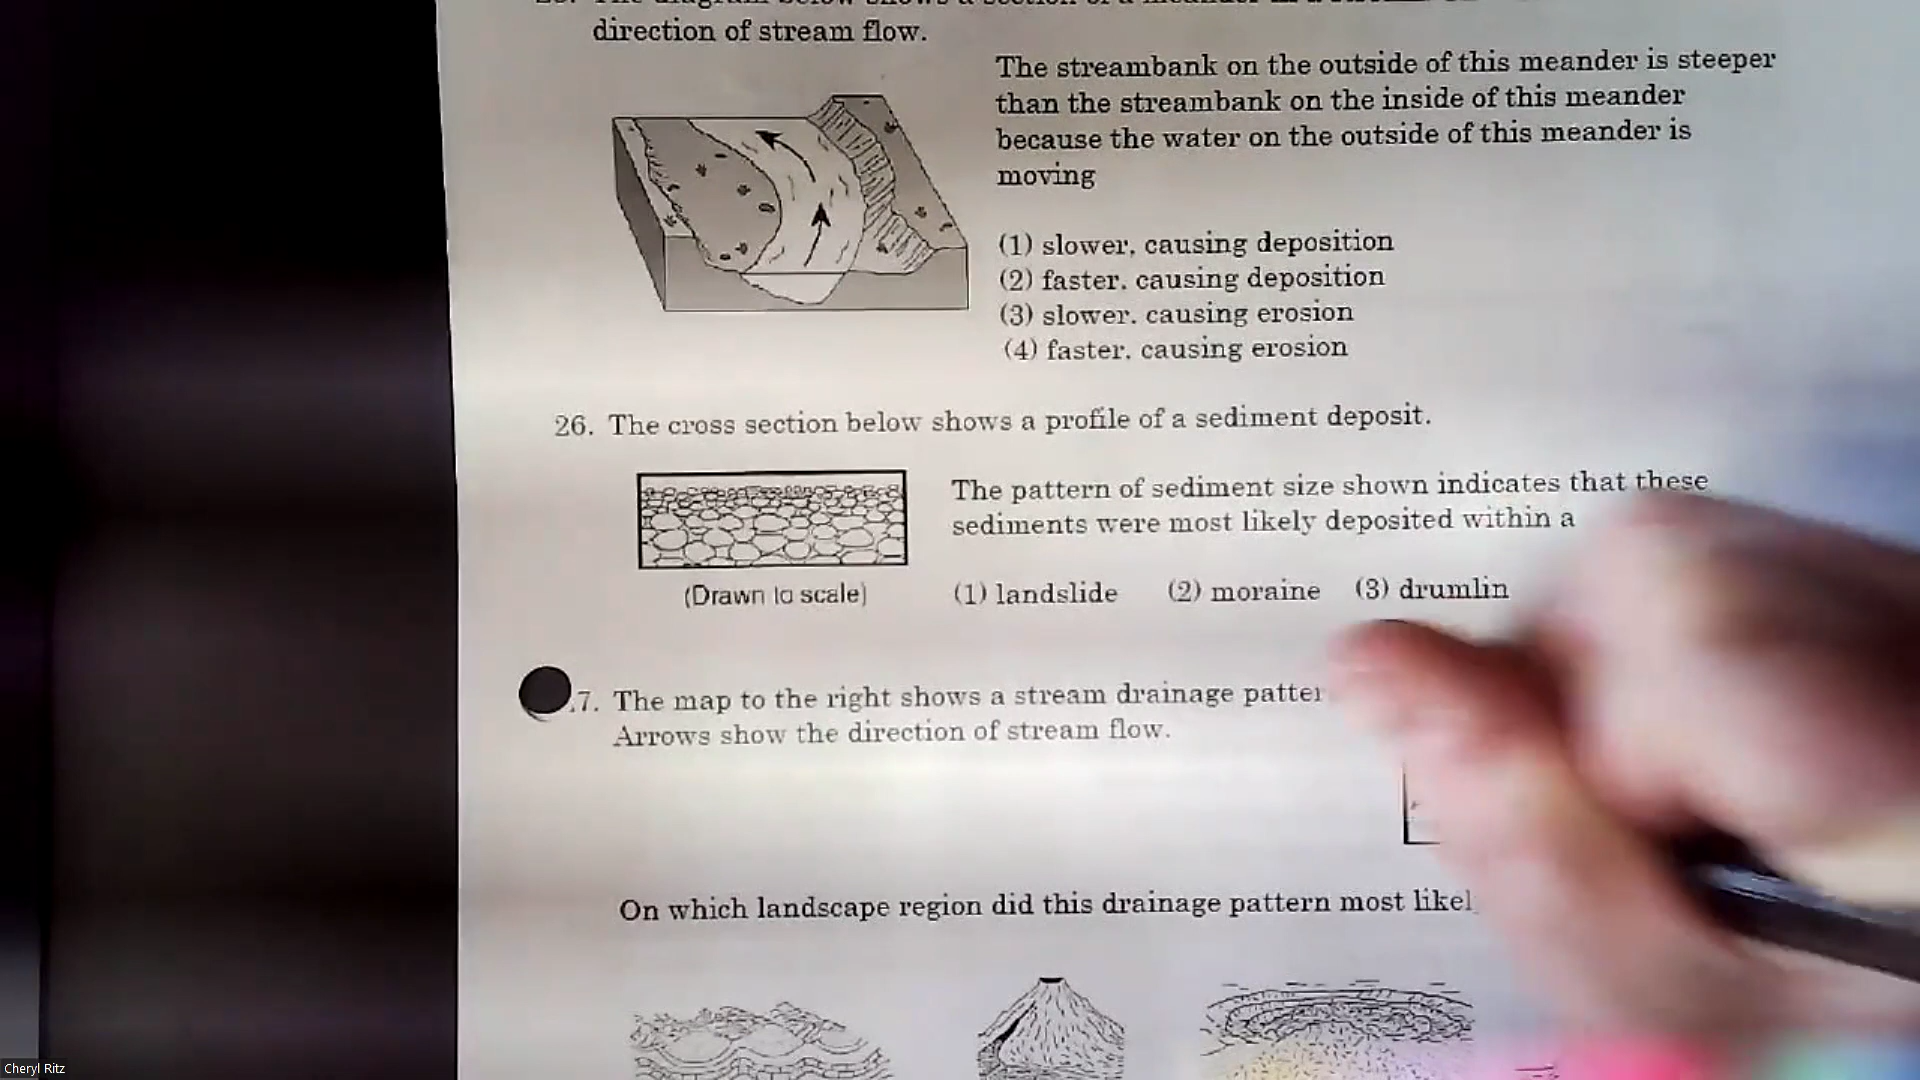 direction of stream flow.
The streambank on the outside of this meander is steeper
than the streambank on the inside of this meander
because the water on the outside of this meander is
moving
(1) slower, causing deposition
(2) faster. causing deposition
(3) slower. causing erosion
(4) faster. causing erosion
26. The cross section below shows a profile of a sediment deposit.
The pattern of sediment size shown indicates that these
sediments were most likely deposited within a
(Drawn to scale)
(1) landslide (2) moraine (3) drumlin
7. The map to the right shows a stream drainage
Arrows show the direction of stream flow.
On which landscape region did this drainage pattern most
Cheryl Ritz